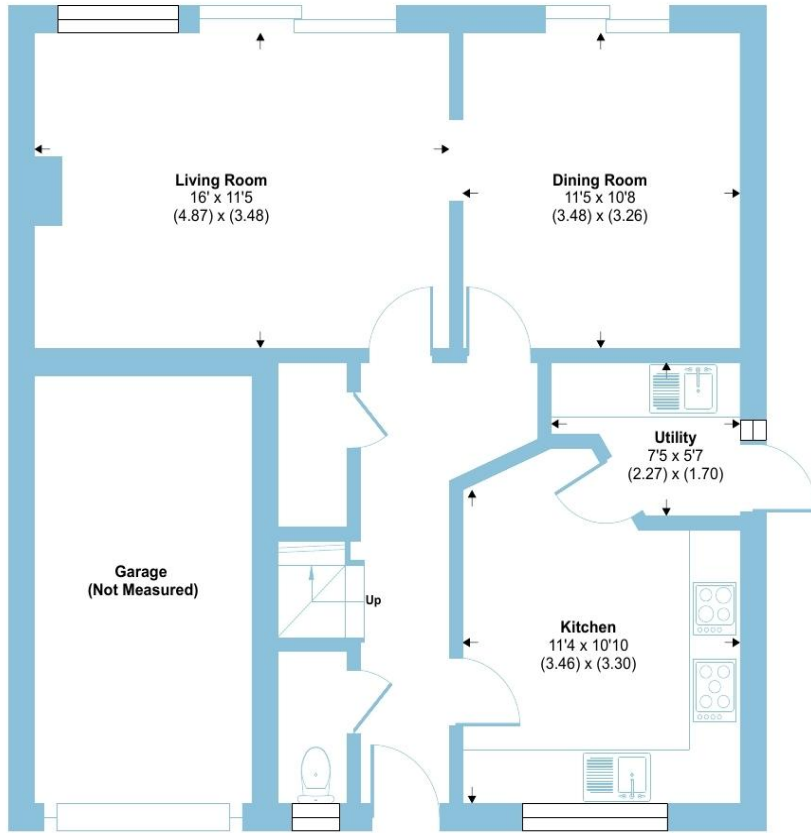 Living Room
16' x 11'5
(4.87) x (3.48)
Dining Room
11'5 x 10'8
(3.48) x (3.26)
Utility
7'5 x 5'7
(2.27) x (1.70)
Garage
(Not Measured)
Up
Kitchen
11'4 x 10'10
(3.46) x (3.30)